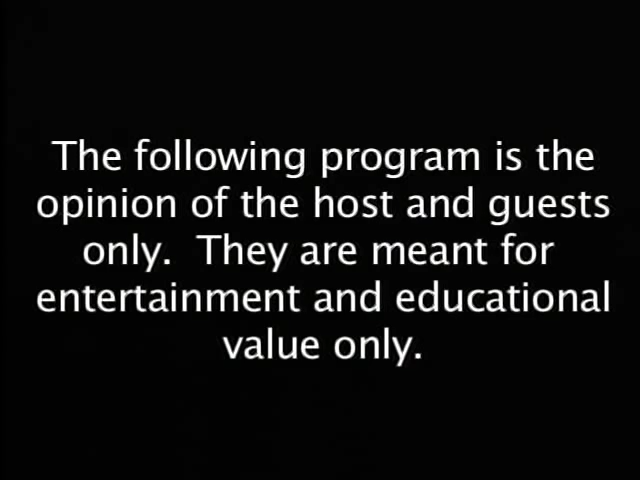 The following program is the
opinion of the host and guests
only.  They are meant for
entertainment and educational
value only.